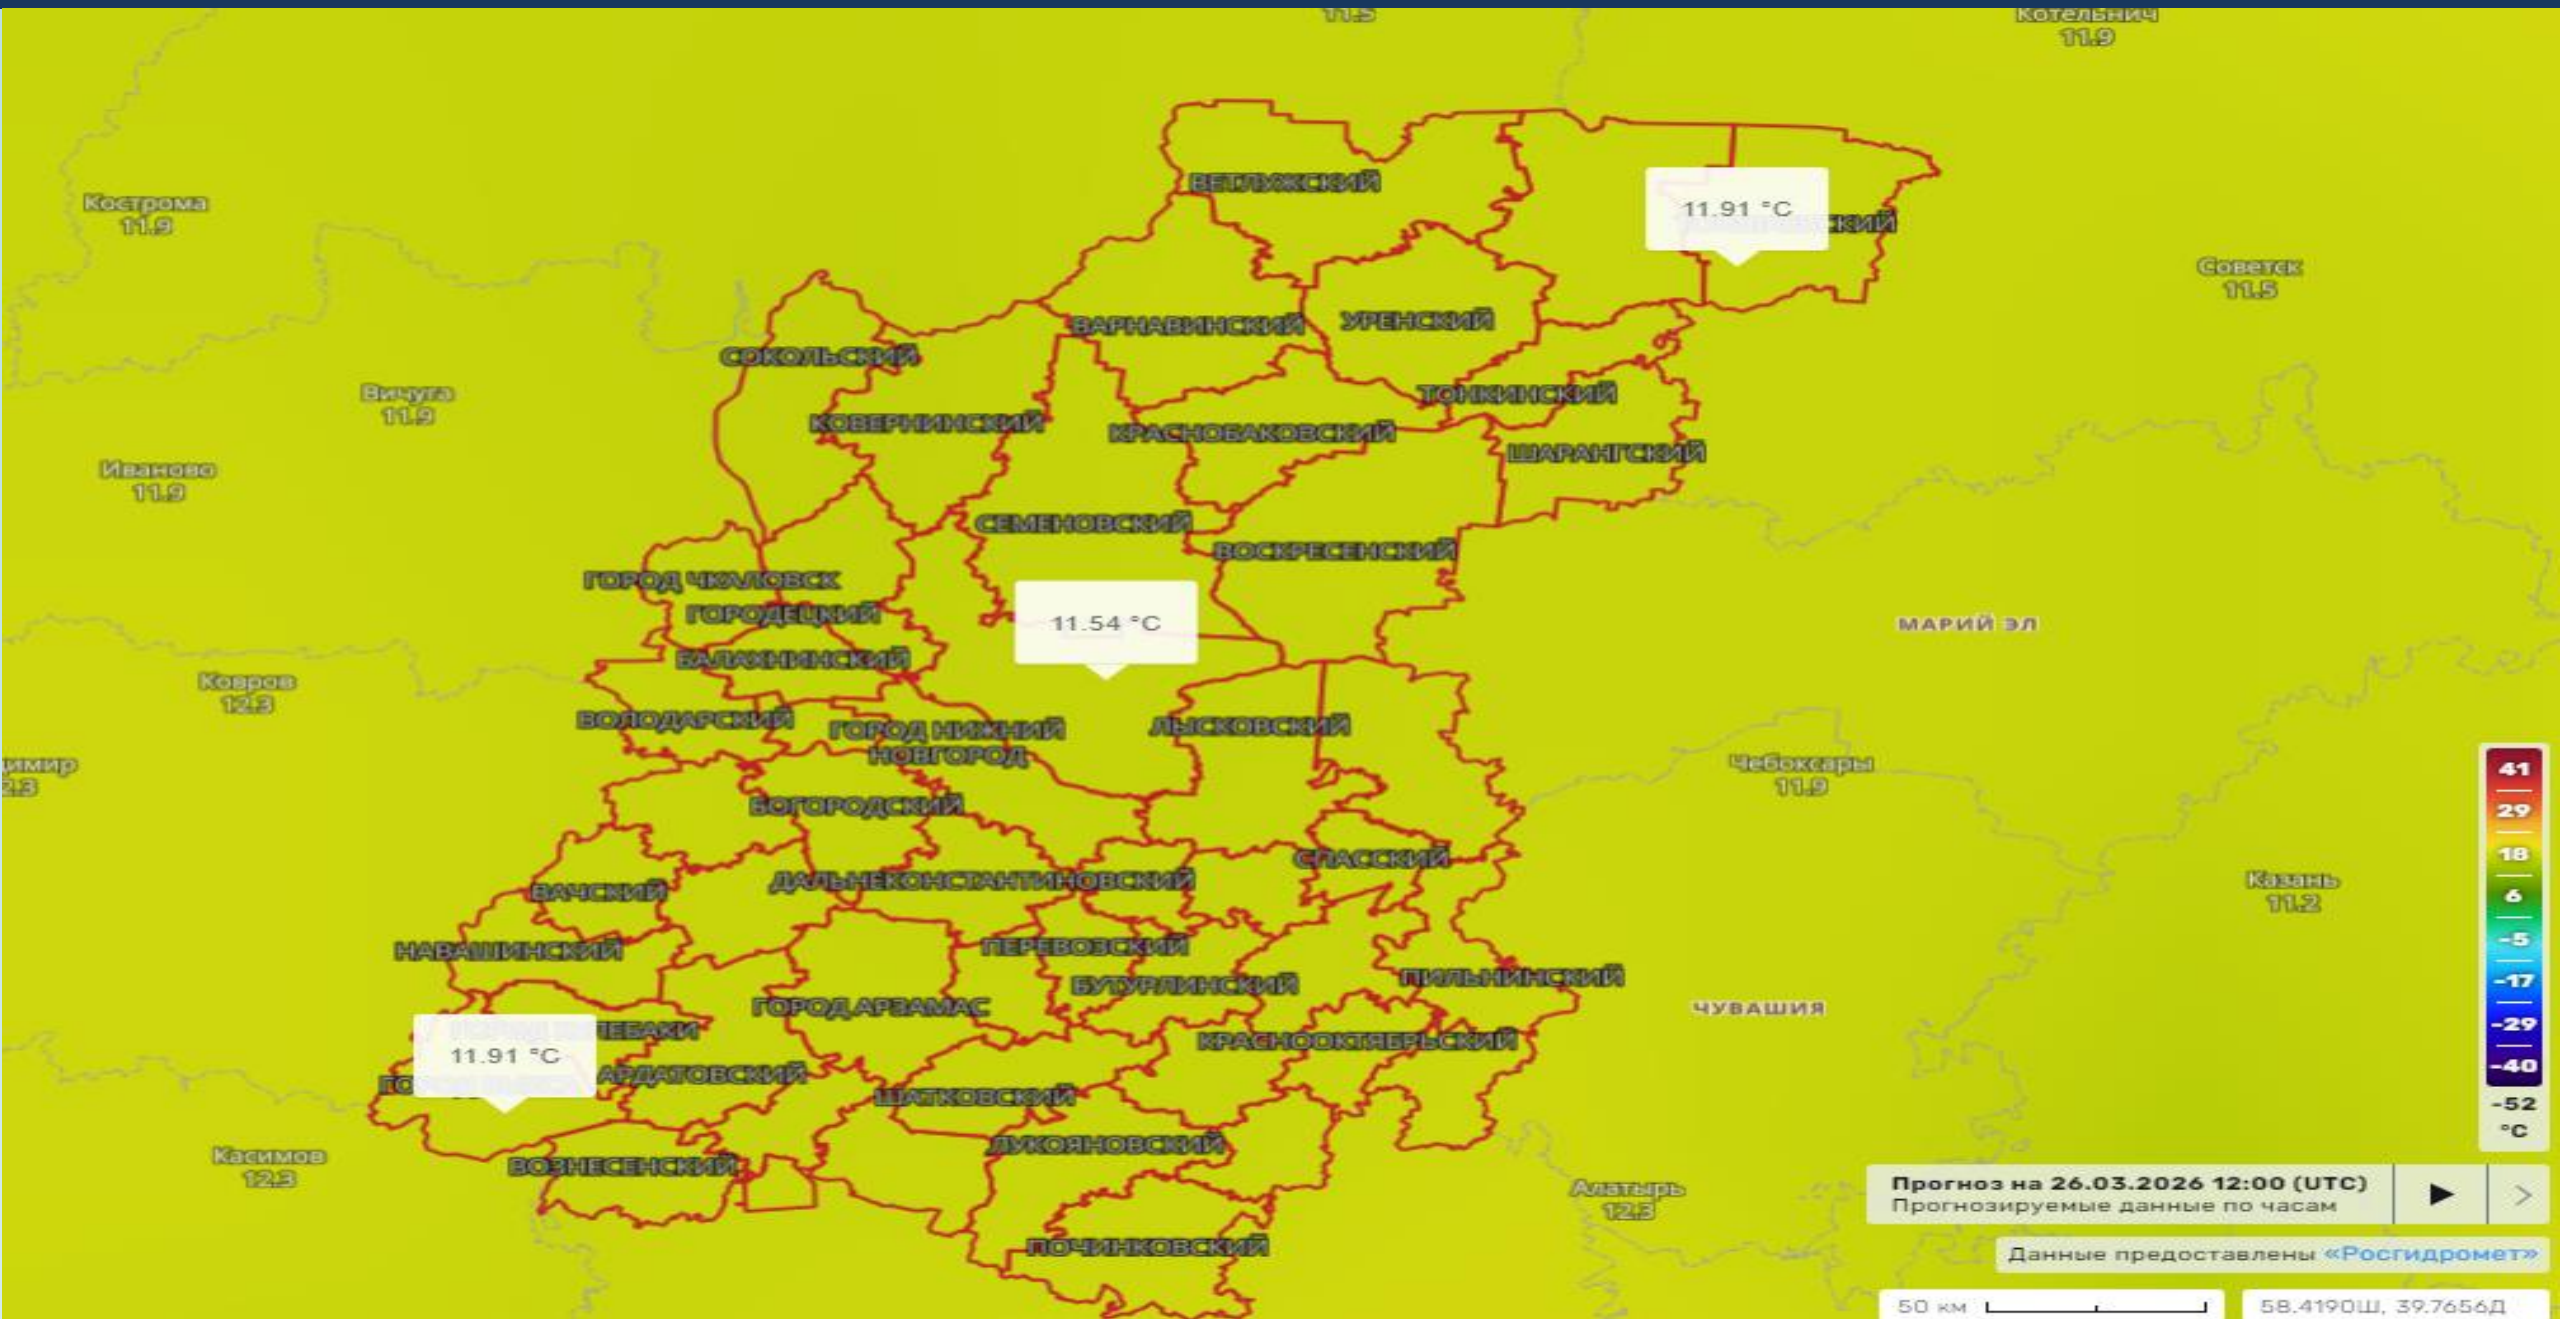 11.5
Котельнич
11.9
ВЕТЛУЖСКИЙ
Кострома
11.9
11.91 °C
СКИЙ
Советск
11.5
ВАРНАВИНСКИЙ
УРЕНСКИЙ
СОКОЛЬСКИЙ
Вичуга
11.9
ТОНКИНСКИЙ
КОВЕРНИНСКИЙ
КРАСНОБАКОВСКИЙ
ШАРАНГСКИЙ
Иваново
11.9
СЕМЕНОВСКИЙ
ВОСКРЕСЕНСКИЙ
ГОРОД ЧКАЛОВСК
ГОРОДЕЦКИЙ
11.54 °C
МАРИЙ ЭЛ
БАЛАХНИНСКИЙ
Ковров
12.3
ВОЛОДАРСКИЙ
ГОРОД НИЖНИЙ
НОВГОРОД
ЛЫСКОВСКИЙ
димир
2.3
Чебоксары
11.9
БОГОРОДСКИЙ
СПАССКИЙ
ДАЛЬНЕКОНСТАНТИНОВСКИЙ
ВАЧСКИЙ
Казань
11.2
НАВАШИНСКИЙ
ПЕРЕВОЗСКИЙ
БУТУРЛИНСКИЙ
ПИЛЬНИНСКИЙ
ГОРОД АРЗАМАС
ЧУВАШИЯ
ЛЕБАКИ
КРАСНООКТЯБРЬСКИЙ
11.91 °C
АРДАТОВСКИЙ
ШАТКОВСКИЙ
ЛУКОЯНОВСКИЙ
Касимов
12.3
ВОЗНЕСЕНСКИЙ
Алатырь
12.3
ПОЧИНКОВСКИЙ
41
29
18
6
-5
-17
-29
-40
-52
°C
Прогноз на 26.03.2026 12:00 (UTC)
Прогнозируемые данные по часам
Данные предоставлены «Росгидромет»
50 км
58.4190Ш, 39.7656Д